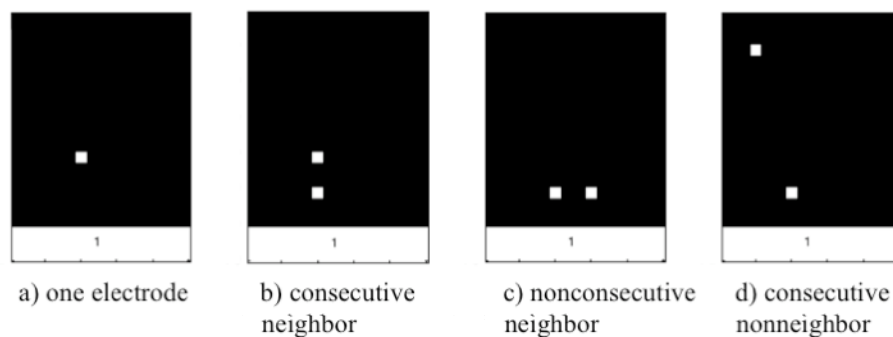 1
1
1
1
a) one electrode
b) consecutive
neighbor
c) nonconsecutive
neighbor
d) consecutive
nonneighbor